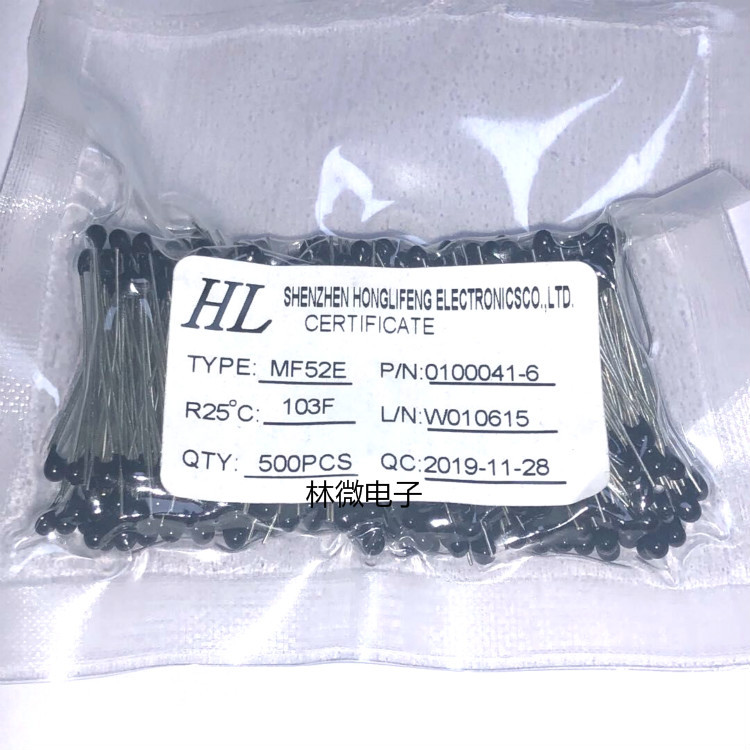 HL SHENZHEN HONGLIFENG ELECTRONICSCO.,LTD.
CERTIFICATE
TYPE: MF52E P/N:0100041-6
R25°C: 103F L/N:W010615
QTY: 500PCS QC:2019-11-28
林微电子